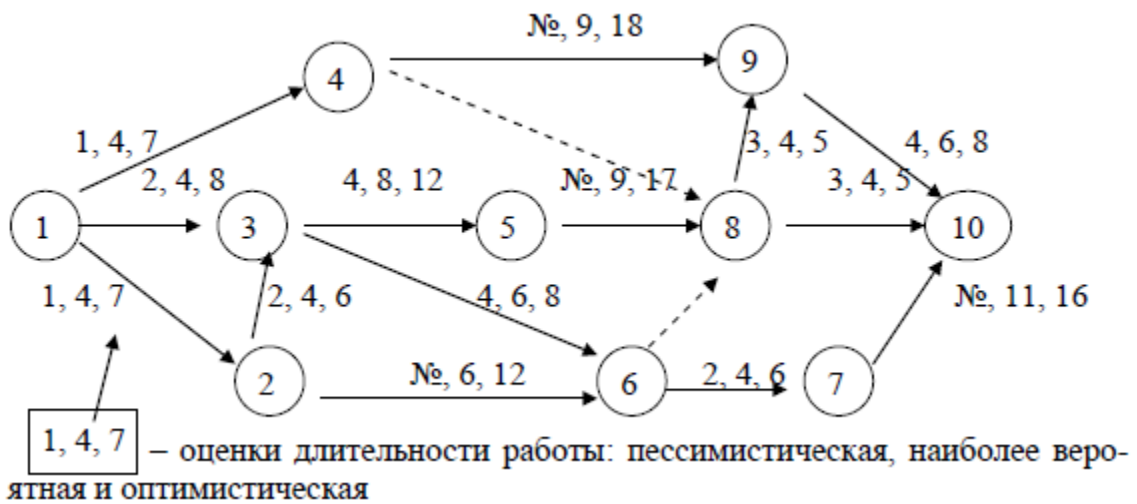 №, 9, 18
4
9
1, 4, 7
3, 4, 5
4, 6, 8
2, 4, 8
4, 8, 12
№, 9, 17
3, 4, 5
1
3
5
8
10
1, 4, 7
2, 4, 6
4, 6, 8
№, 11, 16
2
№, 6, 12
6
2, 4, 6
7
1, 4, 7 – оценки длительности работы: пессимистическая, наиболее веро-
ятная и оптимистическая